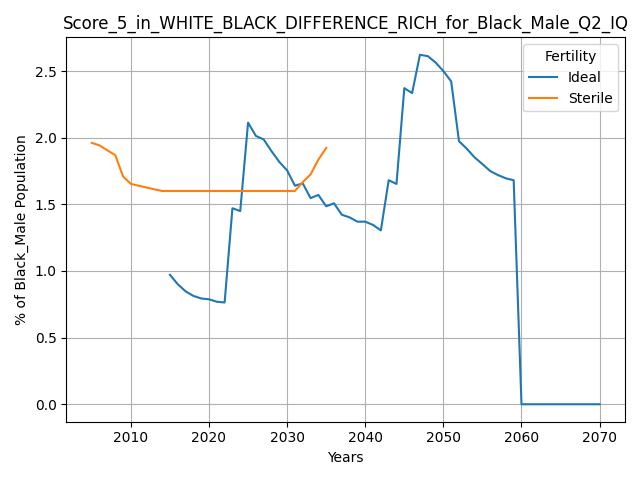 Score_5_in_WHITE_BLACK_DIFFERENCE_RICH_for_Black_Male_Q2_IQ
Fertility
Ideal
Sterile
% of Black_Male Population
2.5
2.0
1.5
1.0
0.5
0.0
2010 2020 2030 2040 2050 2060 2070
Years